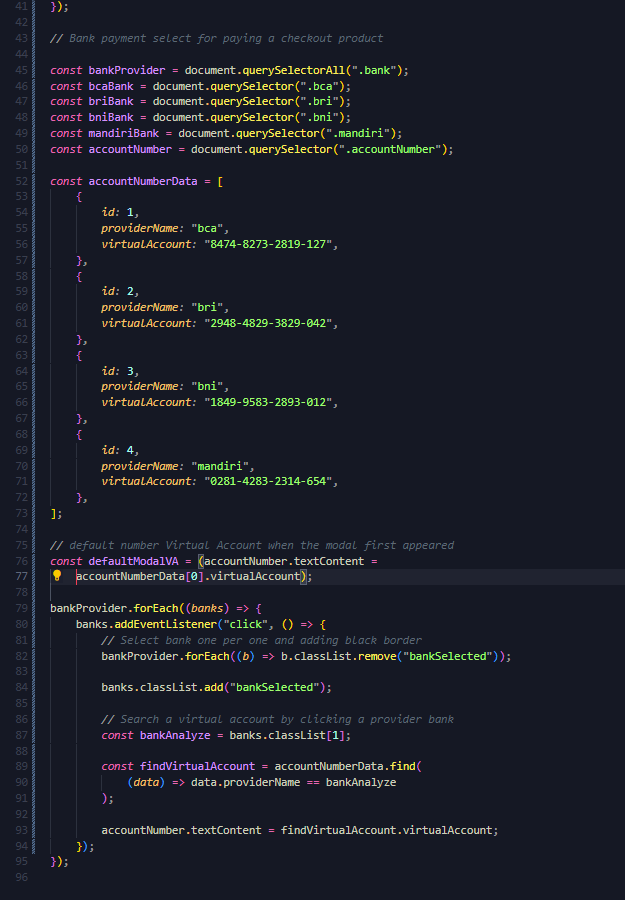 41 });
42
43 // Bank payment select for paying a checkout product
44
45 const bankProvider = document.querySelectorAll(".bank");
46 const bcaBank = document.querySelector(".bca");
47 const briBank = document.querySelector(".bri");
48 const bniBank = document.querySelector(".bni");
49 const mandiriBank = document.querySelector(".mandiri");
50 const accountNumber = document.querySelector(".accountNumber");
51
52 const accountNumberData = [
53     {
54         id: 1,
55         providerName: "bca",
56         virtualAccount: "8474-8273-2819-127",
57     },
58     {
59         id: 2,
60         providerName: "bri",
61         virtualAccount: "2948-4829-3829-042",
62     },
63     {
64         id: 3,
65         providerName: "bni",
66         virtualAccount: "1849-9583-2893-012",
67     },
68     {
69         id: 4,
70         providerName: "mandiri",
71         virtualAccount: "0281-4283-2314-654",
72     },
73 ];
74
75 // default number Virtual Account when the modal first appeared
76 const defaultModalVA = (accountNumber.textContent =
77     accountNumberData[0].virtualAccount);
78
79 bankProvider.forEach((banks) => {
80     banks.addEventListener("click", () => {
81         // Select bank one per one and adding black border
82         bankProvider.forEach((b) => b.classList.remove("bankSelected"));
83
84         banks.classList.add("bankSelected");
85
86         // Search a virtual account by clicking a provider bank
87         const bankAnalyze = banks.classList[1];
88
89         const findVirtualAccount = accountNumberData.find(
90             (data) => data.providerName == bankAnalyze
91         );
92
93         accountNumber.textContent = findVirtualAccount.virtualAccount;
94     });
95 });
96